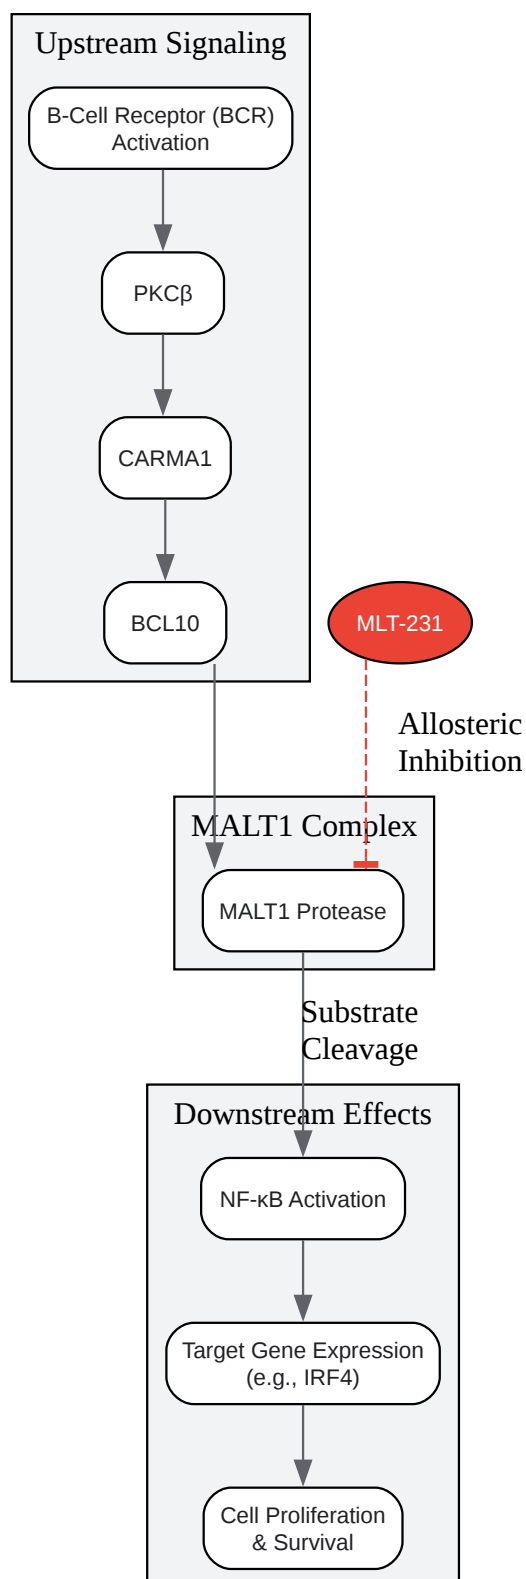 Upstream Signaling
B-Cell Receptor (BCR)
Activation
PKCβ
CARMA1
BCL10
MLT-231
Allosteric
Inhibition
MALT1 Complex
MALT1 Protease
Substrate
Cleavage
Downstream Effects
NF-κB Activation
Target Gene Expression
(e.g., IRF4)
Cell Proliferation
& Survival